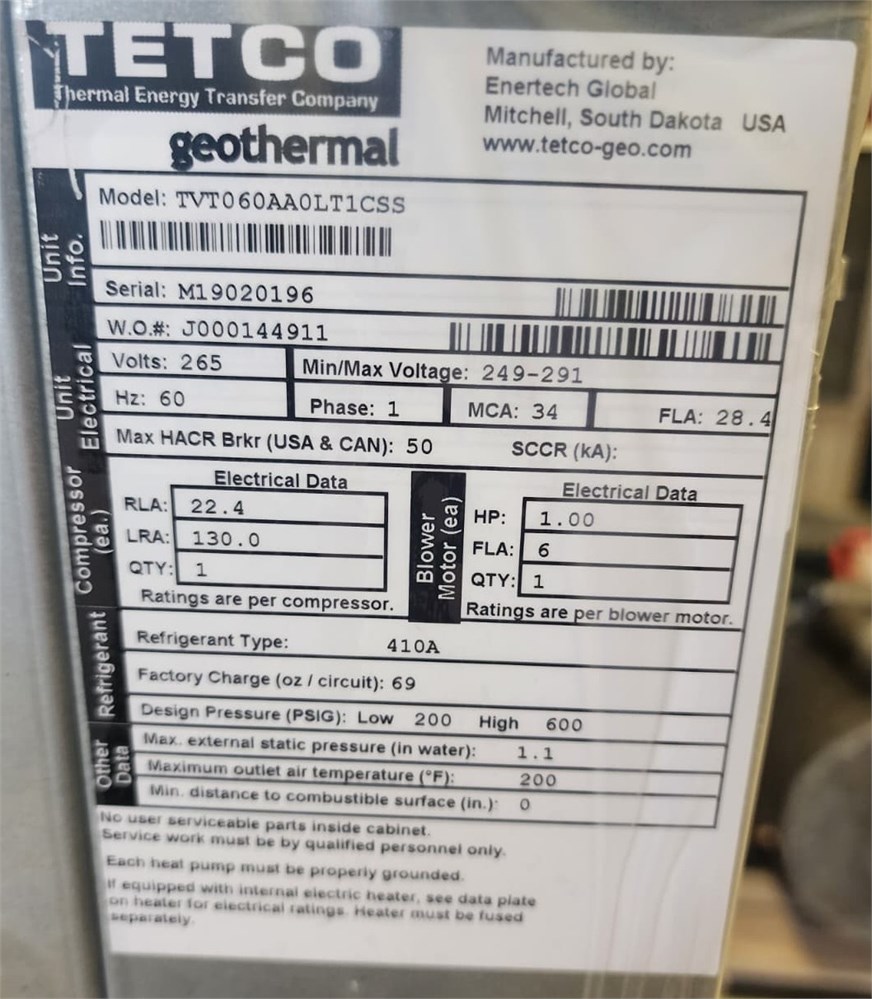 TETCO
Thermal Energy Transfer Company
geothermal
Manufactured by:
Enertech Global
Mitchell, South Dakota USA
www.tetco-geo.com
Unit Info.
Model: TVT060AA0LT1CSS
Serial: M19020196
W.O.#: J000144911
Unit Electrical
Volts: 265 Min/Max Voltage: 249-291
Hz: 60 Phase: 1 MCA: 34 FLA: 28.4
Max HACR Brkr (USA & CAN): 50 SCCR (kA):
Compressor (ea.)
Electrical Data
RLA: 22.4
LRA: 130.0
QTY: 1
Ratings are per compressor.
Blower Motor (ea)
Electrical Data
HP: 1.00
FLA: 6
QTY: 1
Ratings are per blower motor.
Refrigerant
Refrigerant Type: 410A
Factory Charge (oz / circuit): 69
Design Pressure (PSIG): Low 200 High 600
Other Data
Max. external static pressure (in water): 1.1
Maximum outlet air temperature (°F): 200
Min. distance to combustible surface (in.): 0
No user serviceable parts inside cabinet.
Service work must be by qualified personnel only.
Each heat pump must be properly grounded.
If equipped with internal electric heater, see data plate
on heater for electrical ratings. Heater must be fused
separately.